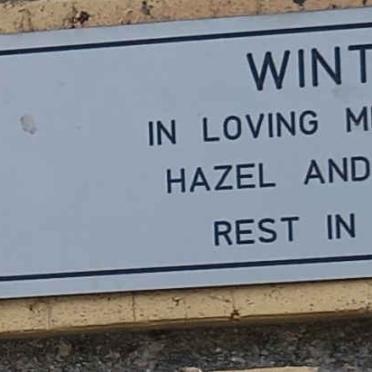 WINT
IN LOVING M
HAZEL AND
REST IN